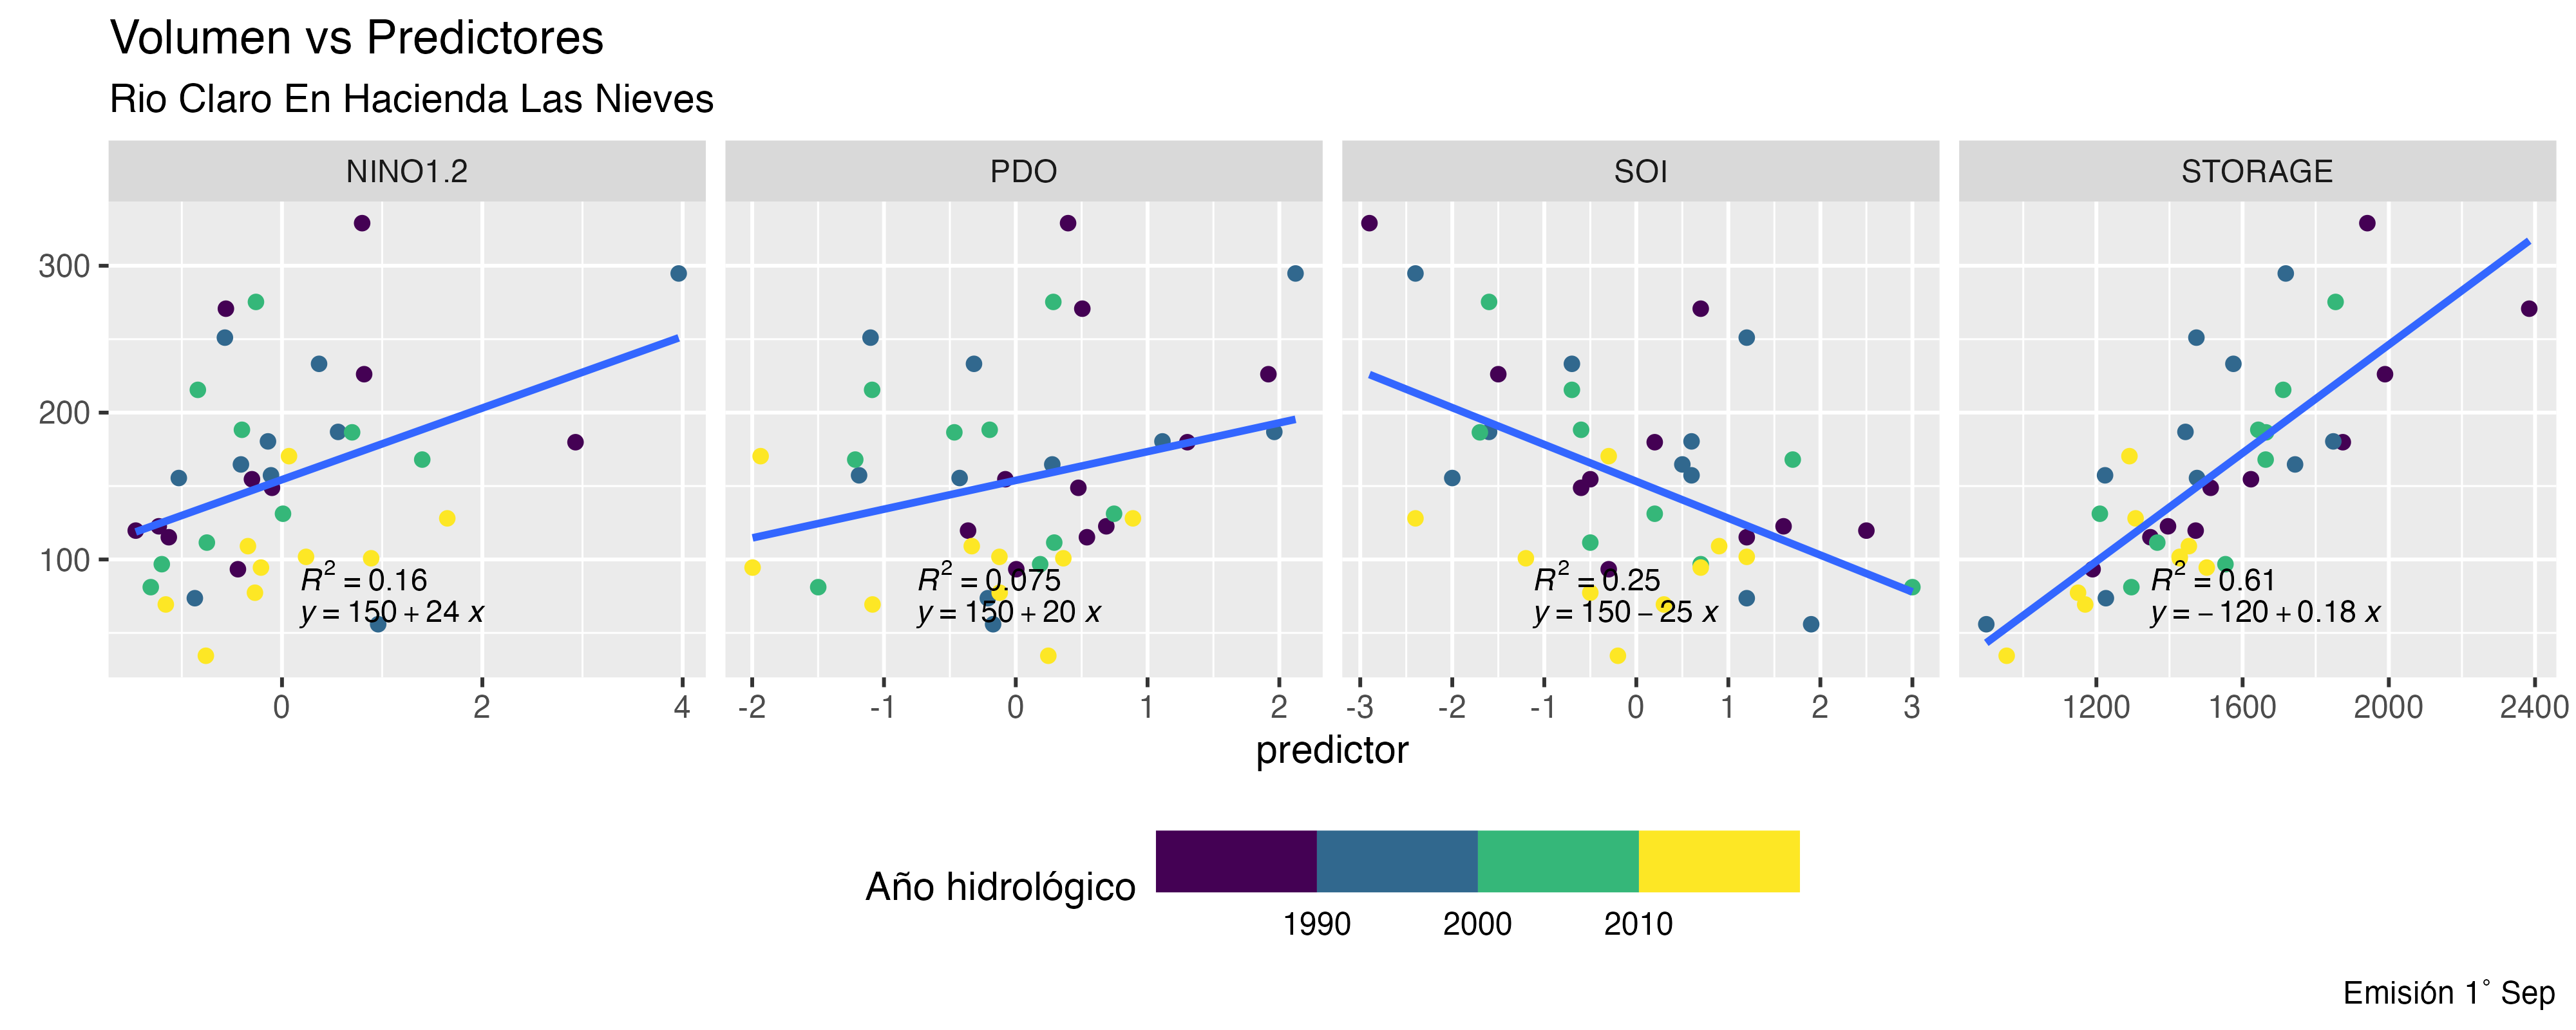 Volumen vs Predictores
Rio Claro En Hacienda Las Nieves
NINO1.2 PDO SOI STORAGE
300
200
100
R² = 0.16
y = 150 + 24 x
R² = 0.075
y = 150 + 20 x
R² = 0.25
y = 150 − 25 x
R² = 0.61
y = − 120 + 0.18 x
0 2 4 -2 -1 0 1 2 -3 -2 -1 0 1 2 3 1200 1600 2000 2400
predictor
Año hidrológico
1990 2000 2010
Emisión 1° Sep